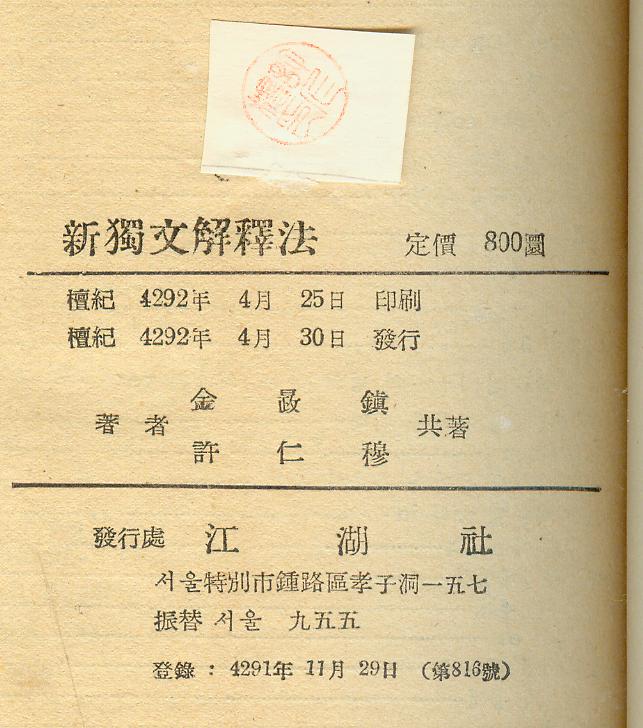 新獨文解釋法 定價 800圜
檀紀 4292年 4月 25日 印刷
檀紀 4292年 4月 30日 發行
著者 金 鎭 共著
許仁穆
發行處 江湖社
서울特別市鍾路區孝子洞一五七
振替 서울 九五五
登錄 : 4291年 11月 29日 (第816號)